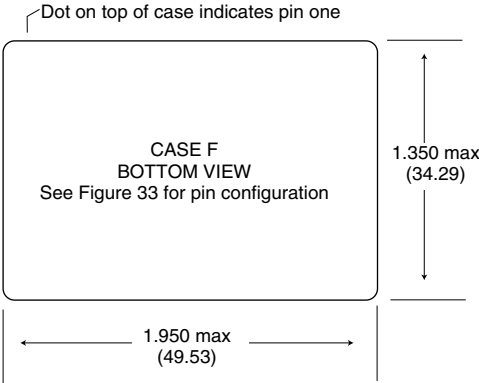 Dot on top of case indicates pin one
CASE F
BOTTOM VIEW
See Figure 33 for pin configuration
1.350 max
(34.29)
1.950 max
(49.53)